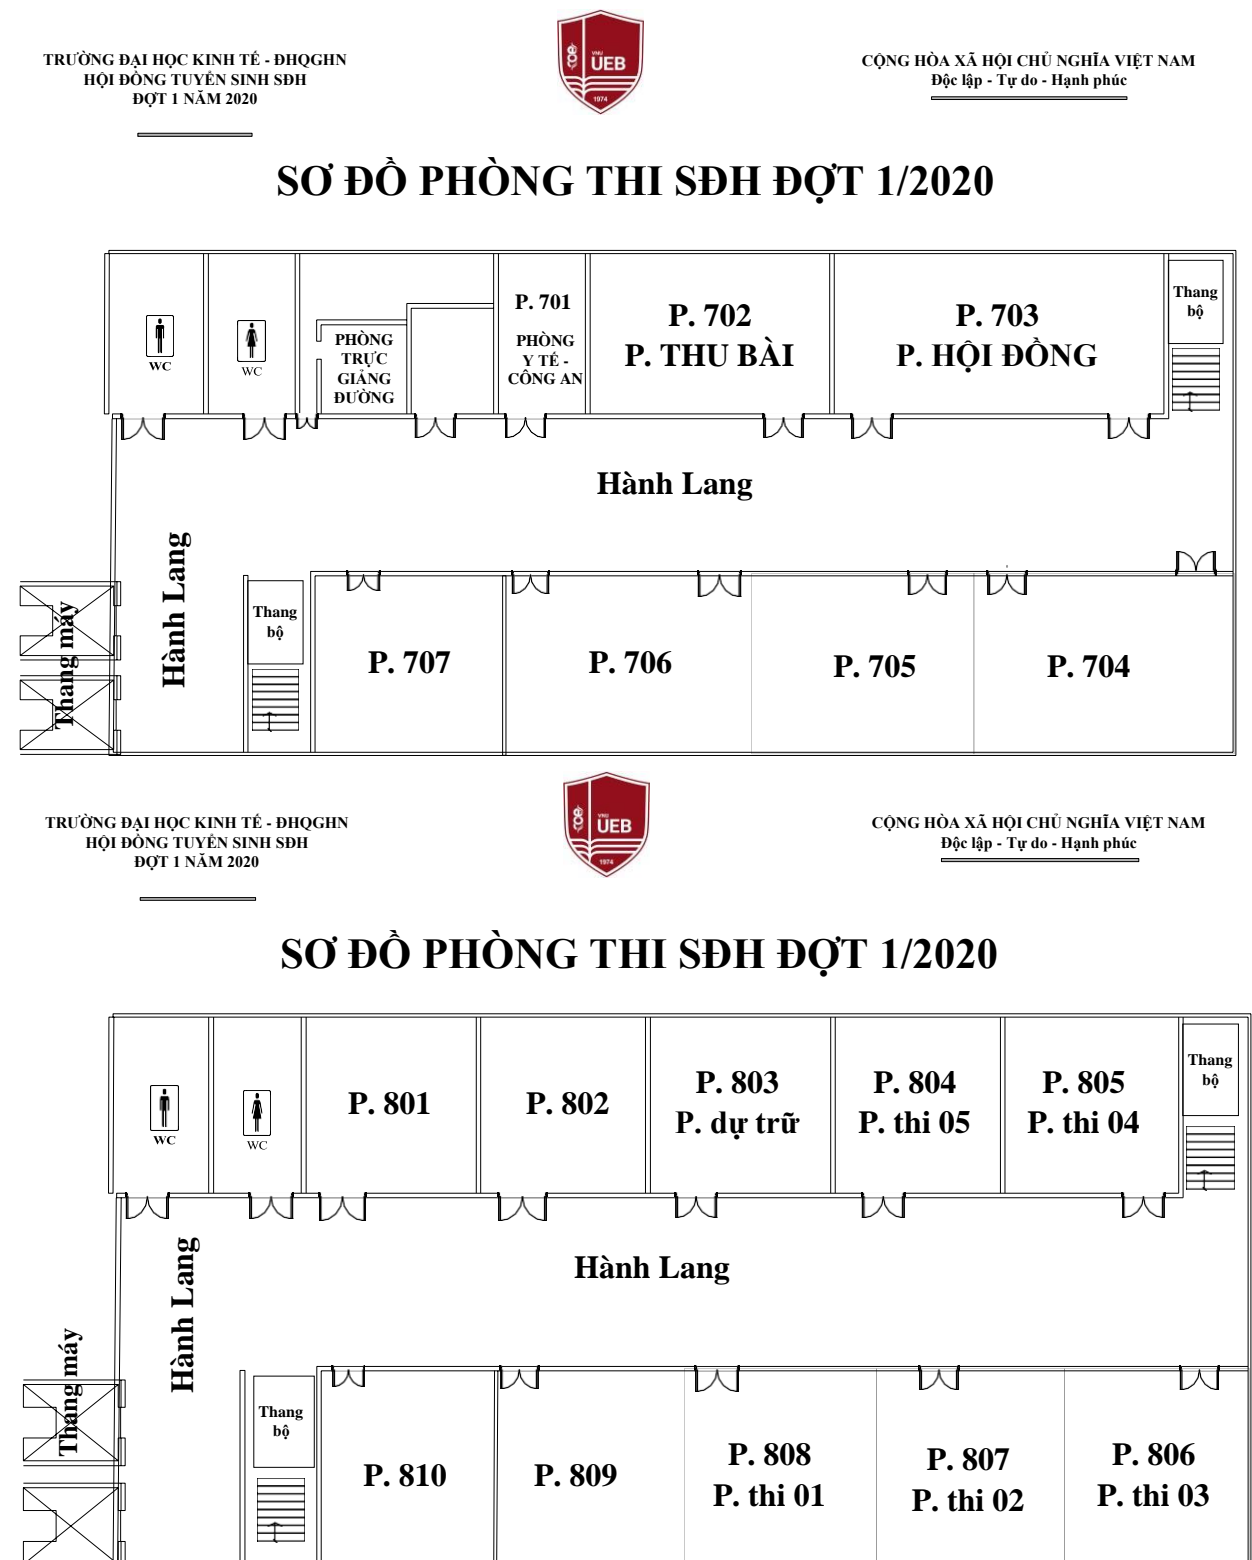 TRƯỜNG ĐẠI HỌC KINH TẾ - ĐHQGHN
HỘI ĐỒNG TUYỂN SINH SĐH
ĐỢT 1 NĂM 2020
VNU
UEB
1974
CỘNG HÒA XÃ HỘI CHỦ NGHĨA VIỆT NAM
Độc lập - Tự do - Hạnh phúc
SƠ ĐỒ PHÒNG THI SĐH ĐỢT 1/2020
WC
WC
PHÒNG
TRỰC
GIẢNG
ĐƯỜNG
P. 701
PHÒNG
Y TẾ -
CÔNG AN
P. 702
P. THU BÀI
P. 703
P. HỘI ĐỒNG
Thang
bộ
Hành Lang
Hành Lang
Thang máy
Thang
bộ
P. 707
P. 706
P. 705
P. 704
TRƯỜNG ĐẠI HỌC KINH TẾ - ĐHQGHN
HỘI ĐỒNG TUYỂN SINH SĐH
ĐỢT 1 NĂM 2020
VNU
UEB
1974
CỘNG HÒA XÃ HỘI CHỦ NGHĨA VIỆT NAM
Độc lập - Tự do - Hạnh phúc
SƠ ĐỒ PHÒNG THI SĐH ĐỢT 1/2020
WC
WC
P. 801
P. 802
P. 803
P. dự trữ
P. 804
P. thi 05
P. 805
P. thi 04
Thang
bộ
Hành Lang
Hành Lang
Thang máy
Thang
bộ
P. 810
P. 809
P. 808
P. thi 01
P. 807
P. thi 02
P. 806
P. thi 03